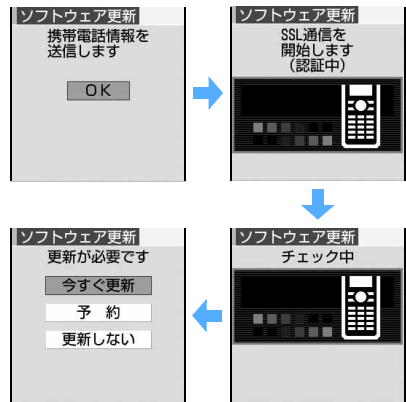 ソフトウェア更新
携帯電話情報を
送信します
OK
ソフトウェア更新
SSL通信を
開始します
（認証中）
ソフトウェア更新
チェック中
ソフトウェア更新
更新が必要です
今すぐ更新
予　約
更新しない